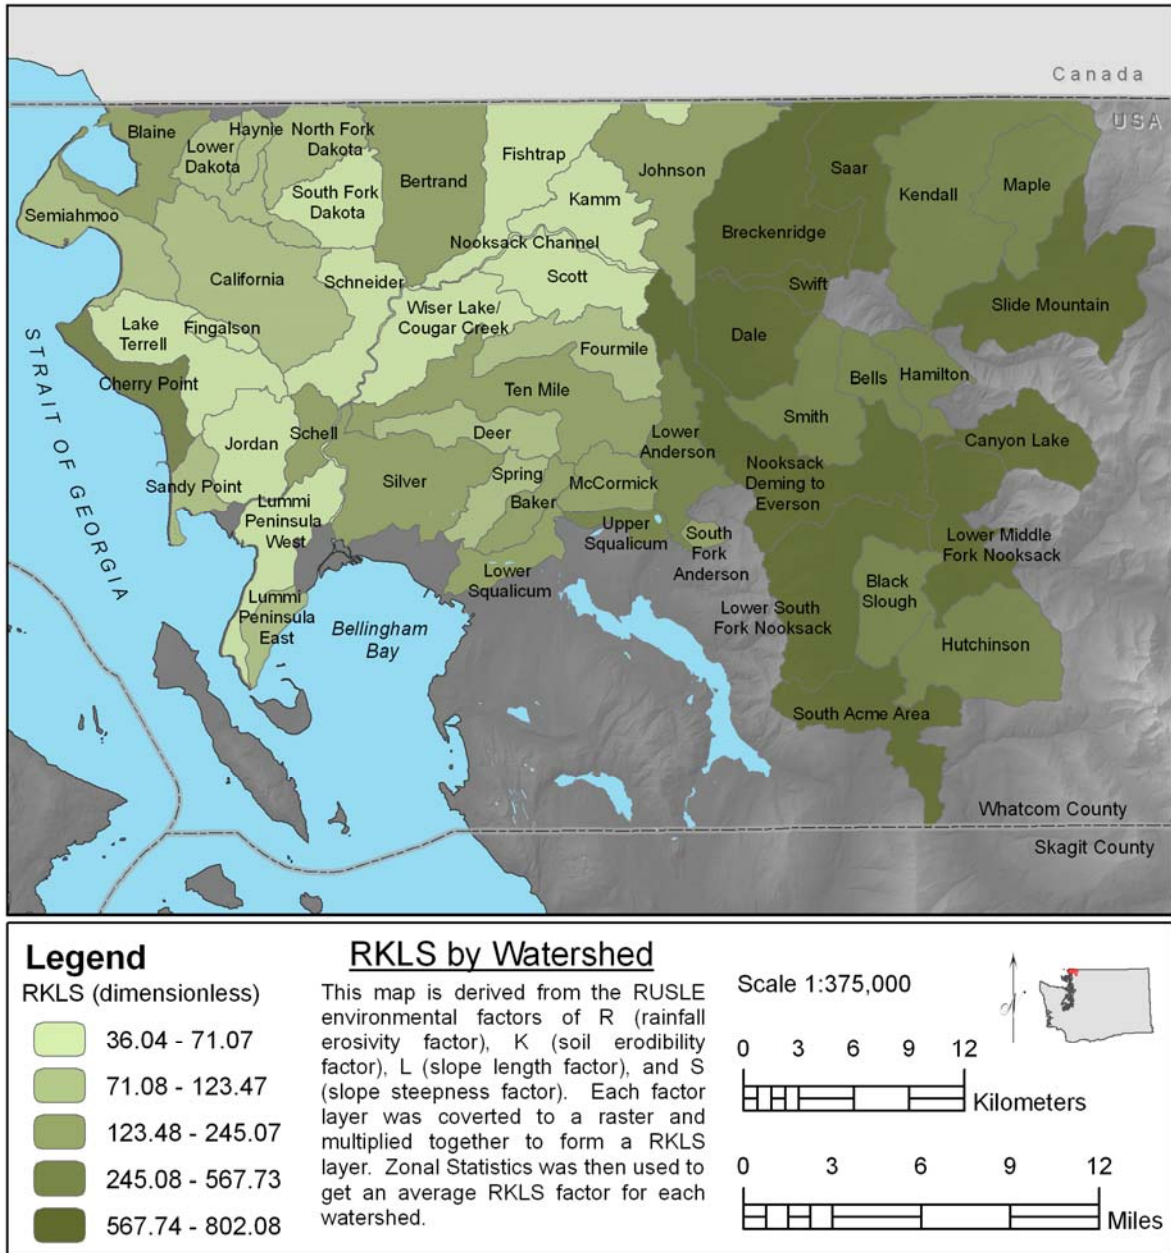 Canada
USA
Blaine
Haynie
North Fork
Dakota
Lower
Dakota
Fishtrap
Johnson
Saar
Kendall
Maple
South Fork
Dakota
Bertrand
Kamm
Semiahmoo
Breckenridge
Nooksack Channel
California
Schneider
Scott
Swift
Slide Mountain
Wiser Lake/
Cougar Creek
Lake
Terrell
Fingalson
Dale
Fourmile
Cherry Point
Ten Mile
Bells
Hamilton
STRAIT OF GEORGIA
Jordan
Schell
Deer
Lower
Anderson
Smith
Canyon Lake
Sandy Point
Silver
Spring
McCormick
Nooksack
Deming to
Everson
Lummi
Peninsula
West
Baker
Upper
Squalicum
South
Fork
Anderson
Lower Middle
Fork Nooksack
Lower
Squalicum
Black
Slough
Lummi
Peninsula
East
Bellingham
Bay
Lower South
Fork Nooksack
Hutchinson
South Acme Area
Whatcom County
Skagit County
Legend
RKLS (dimensionless)
36.04 - 71.07
71.08 - 123.47
123.48 - 245.07
245.08 - 567.73
567.74 - 802.08
RKLS by Watershed
This map is derived from the RUSLE
environmental factors of R (rainfall
erosivity factor), K (soil erodibility
factor), L (slope length factor), and S
(slope steepness factor). Each factor
layer was coverted to a raster and
multiplied together to form a RKLS
layer. Zonal Statistics was then used to
get an average RKLS factor for each
watershed.
Scale 1:375,000
0 3 6 9 12
Kilometers
0 3 6 9 12
Miles